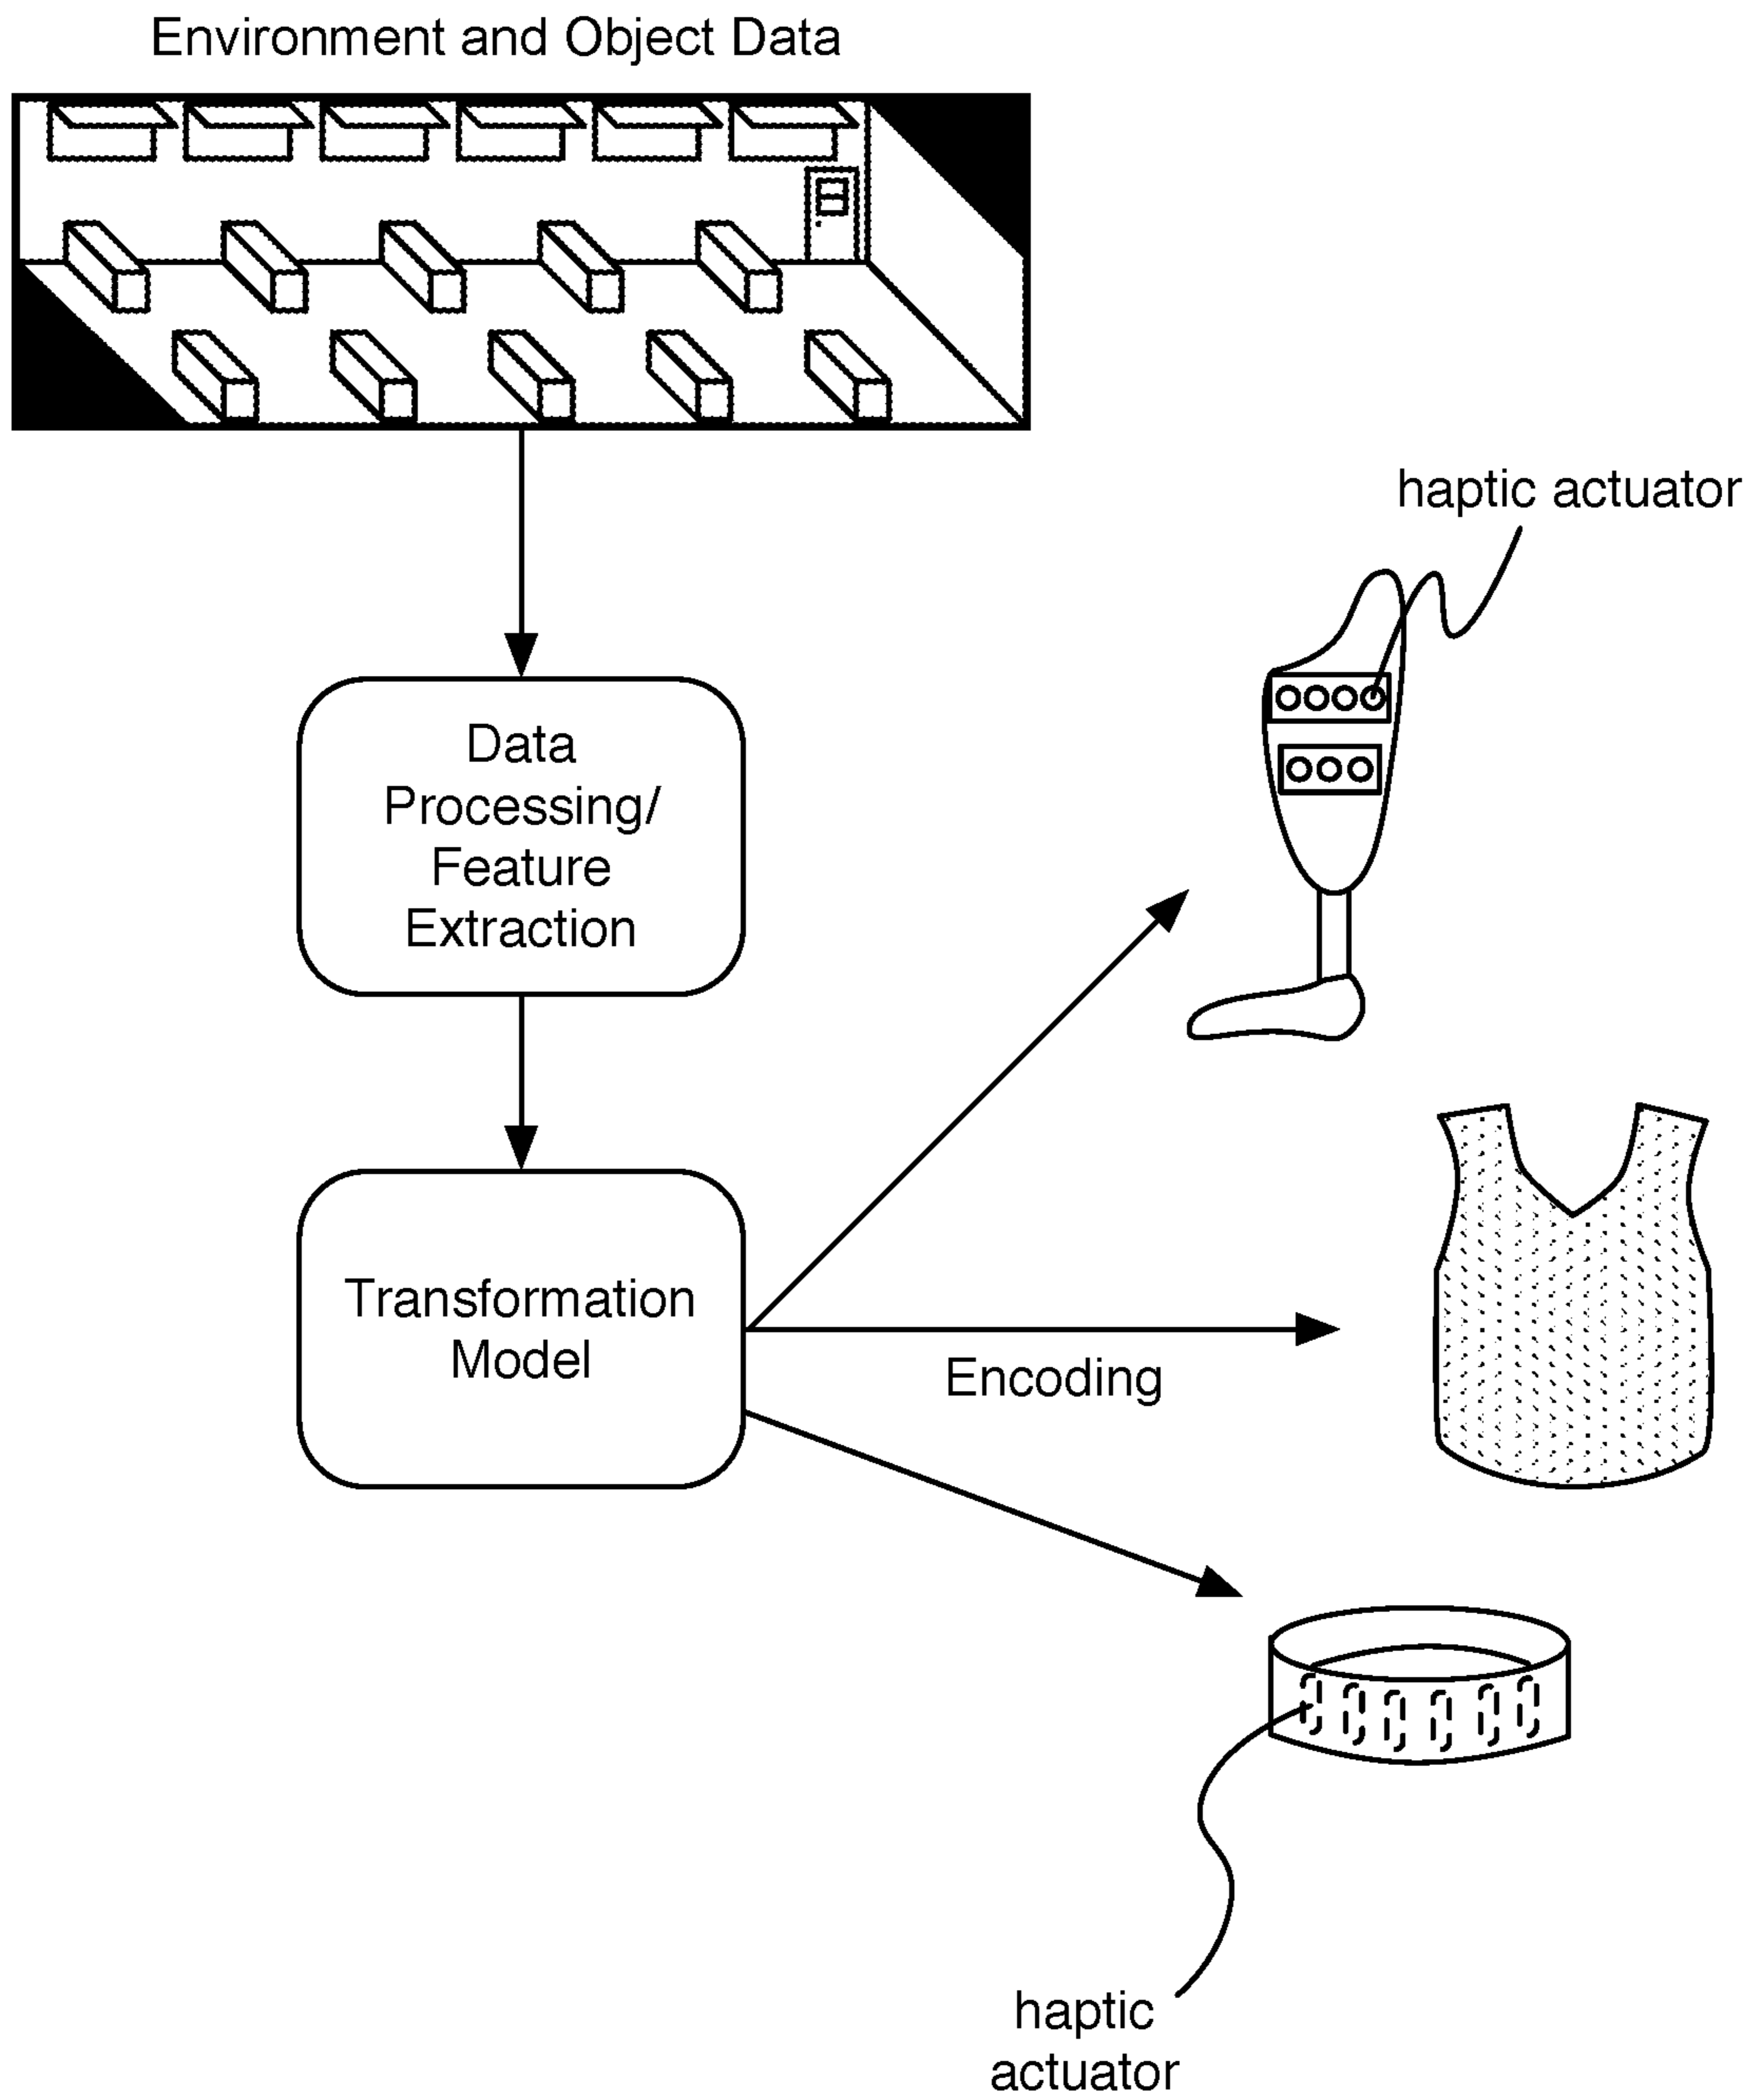 Environment and Object Data
haptic actuator
Data
Processing/
Feature
Extraction
Transformation
Model
Encoding
haptic
actuator